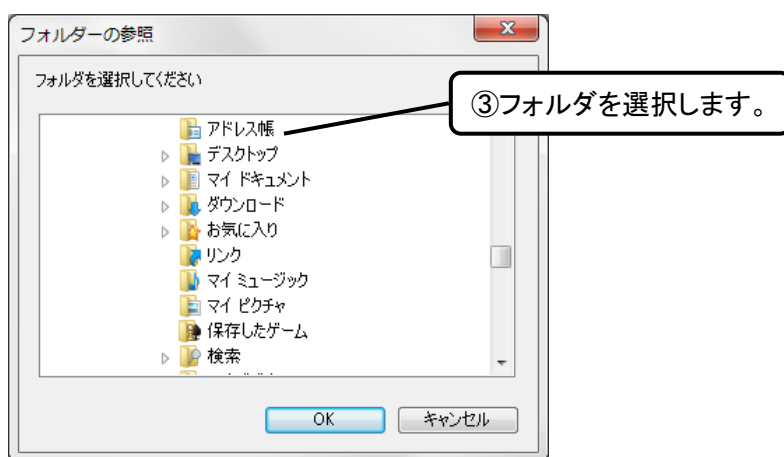 フォルダーの参照
フォルダを選択してください
③フォルダを選択します。
アドレス帳
デスクトップ
マイ ドキュメント
ダウンロード
お気に入り
リンク
マイ ミュージック
マイ ピクチャ
保存したゲーム
検索
OK
キャンセル